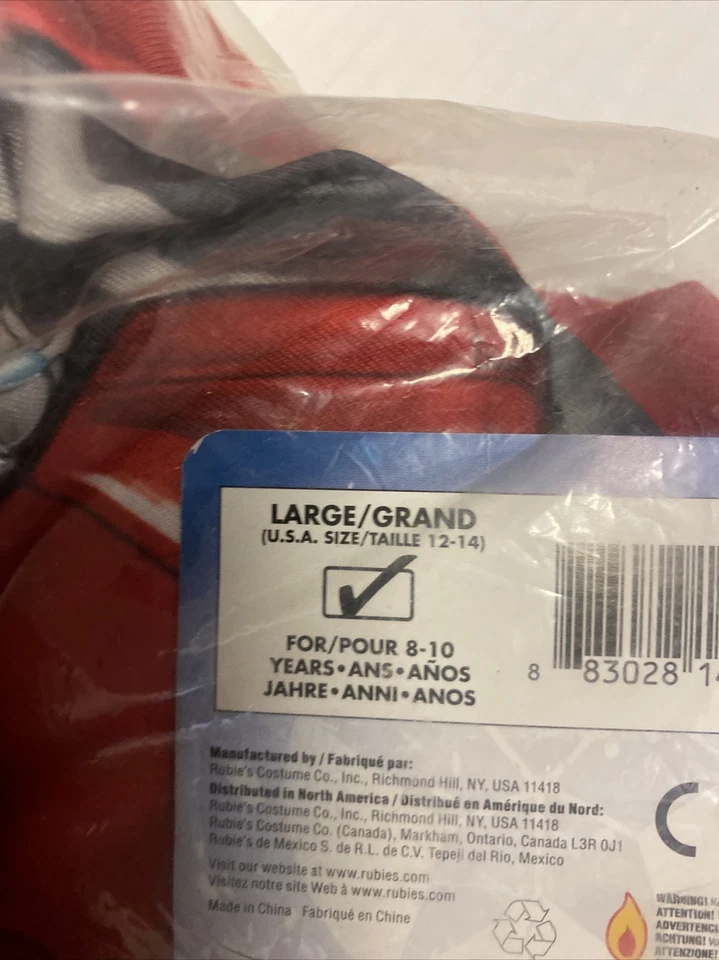 LARGE/GRAND
(U.S.A. SIZE/TAILLE 12-14)
FOR/POUR 8-10
YEARS•ANS•AÑOS
JAHRE•ANNI•ANOS
8 83028 14
Manufactured by / Fabriqué par:
Rubie's Costume Co., Inc., Richmond Hill, NY, USA 11418
Distributed in North America / Distribué en Amérique du Nord:
Rubie's Costume Co., Inc., Richmond Hill, NY, USA 11418
Rubie's Costume Co. (Canada), Markham, Ontario, Canada L3R 0J1
Rubie's de Mexico S. de R.L. de C.V. Tepeji del Rio, Mexico
Visit our website at www.rubies.com
Visitez notre site Web à www.rubies.com
Made in China Fabriqué en Chine
WARNING!
ATTENTION!
ADVERTENCI
ACHTUNG!
ATTENZIONE!